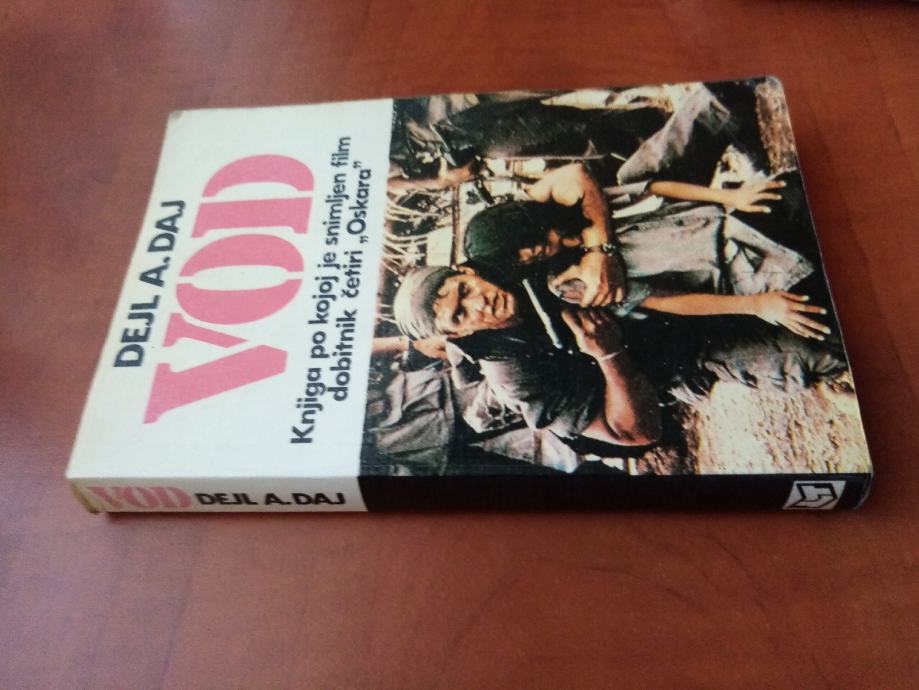 DEJL A. DAJ
VOD
Knjiga po kojoj je snimljen film
dobitnik četiri „Oskara”
VOD DEJL A. DAJ